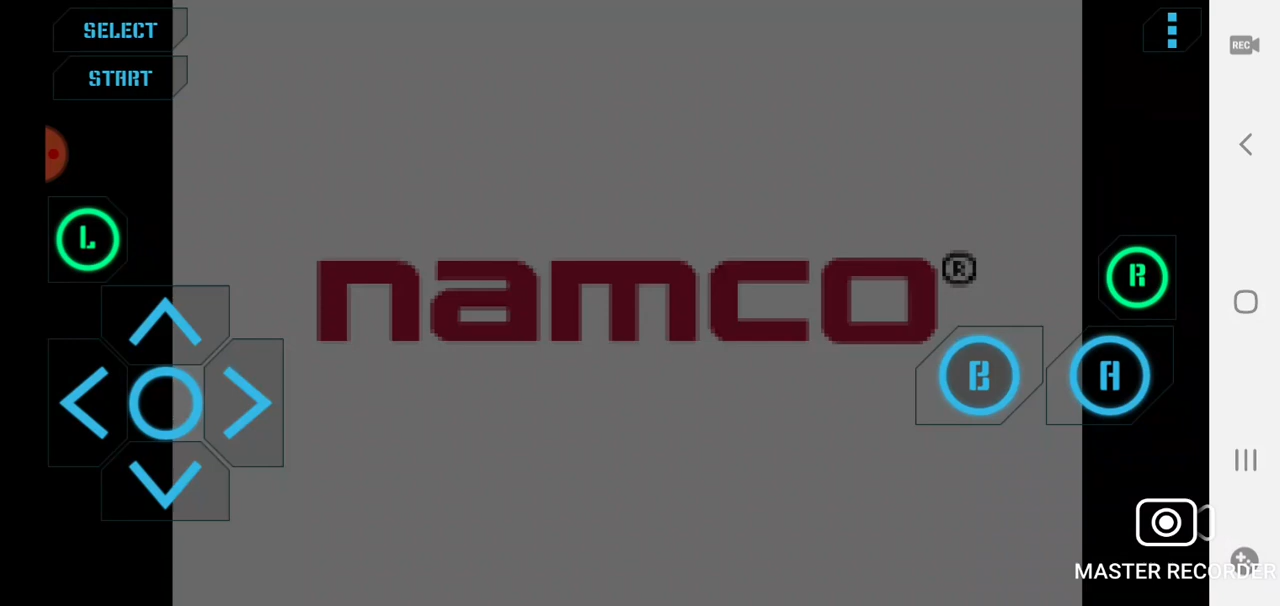 SELECT
START
REC
L
namco®
R
B
A
MASTER RECORDER